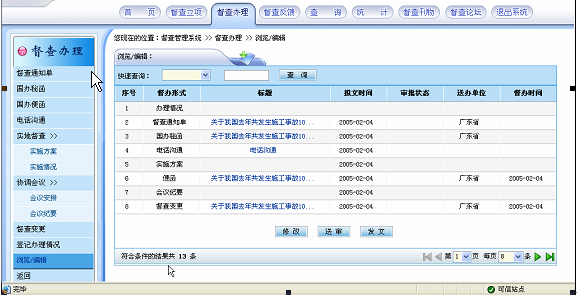 首 页 督查立项 督查办理 督查反馈 查 询 统 计 督查刊物 督查论坛 退出系统
您现在的位置：督查管理系统 >> 督查办理 >> 浏览/编辑
督查办理
督查通知单
国办秘函
国办便函
电话沟通
实地督查 >>
实施方案
实施情况
协调会议 >>
会议安排
会议纪要
督查变更
登记办理情况
浏览/编辑
返回
浏览/编辑:
快速查询: 查 询
序号 督办形式 标题 拟文时间 审批状态 送办单位 督办时间
1 办理情况
2 督查通知单 关于我国去年共发生施工事故10... 2005-02-04 广东省
3 国办秘函 关于我国去年共发生施工事故10... 2005-02-04 广东省
4 电话沟通 电话沟通 2005-02-04
5 实施方案 2005-02-04
6 便函 关于我国去年共发生施工事故10... 2005-02-04 广东省 2005-02-04
7 会议纪要 2005-02-04
8 督查变更 关于我国去年共发生施工事故10... 2005-02-04 广东省 2005-02-04
修 改 送 审 发 文
符合条件的结果共 13 条 第 1 页 每页 8 条
完毕 可信站点